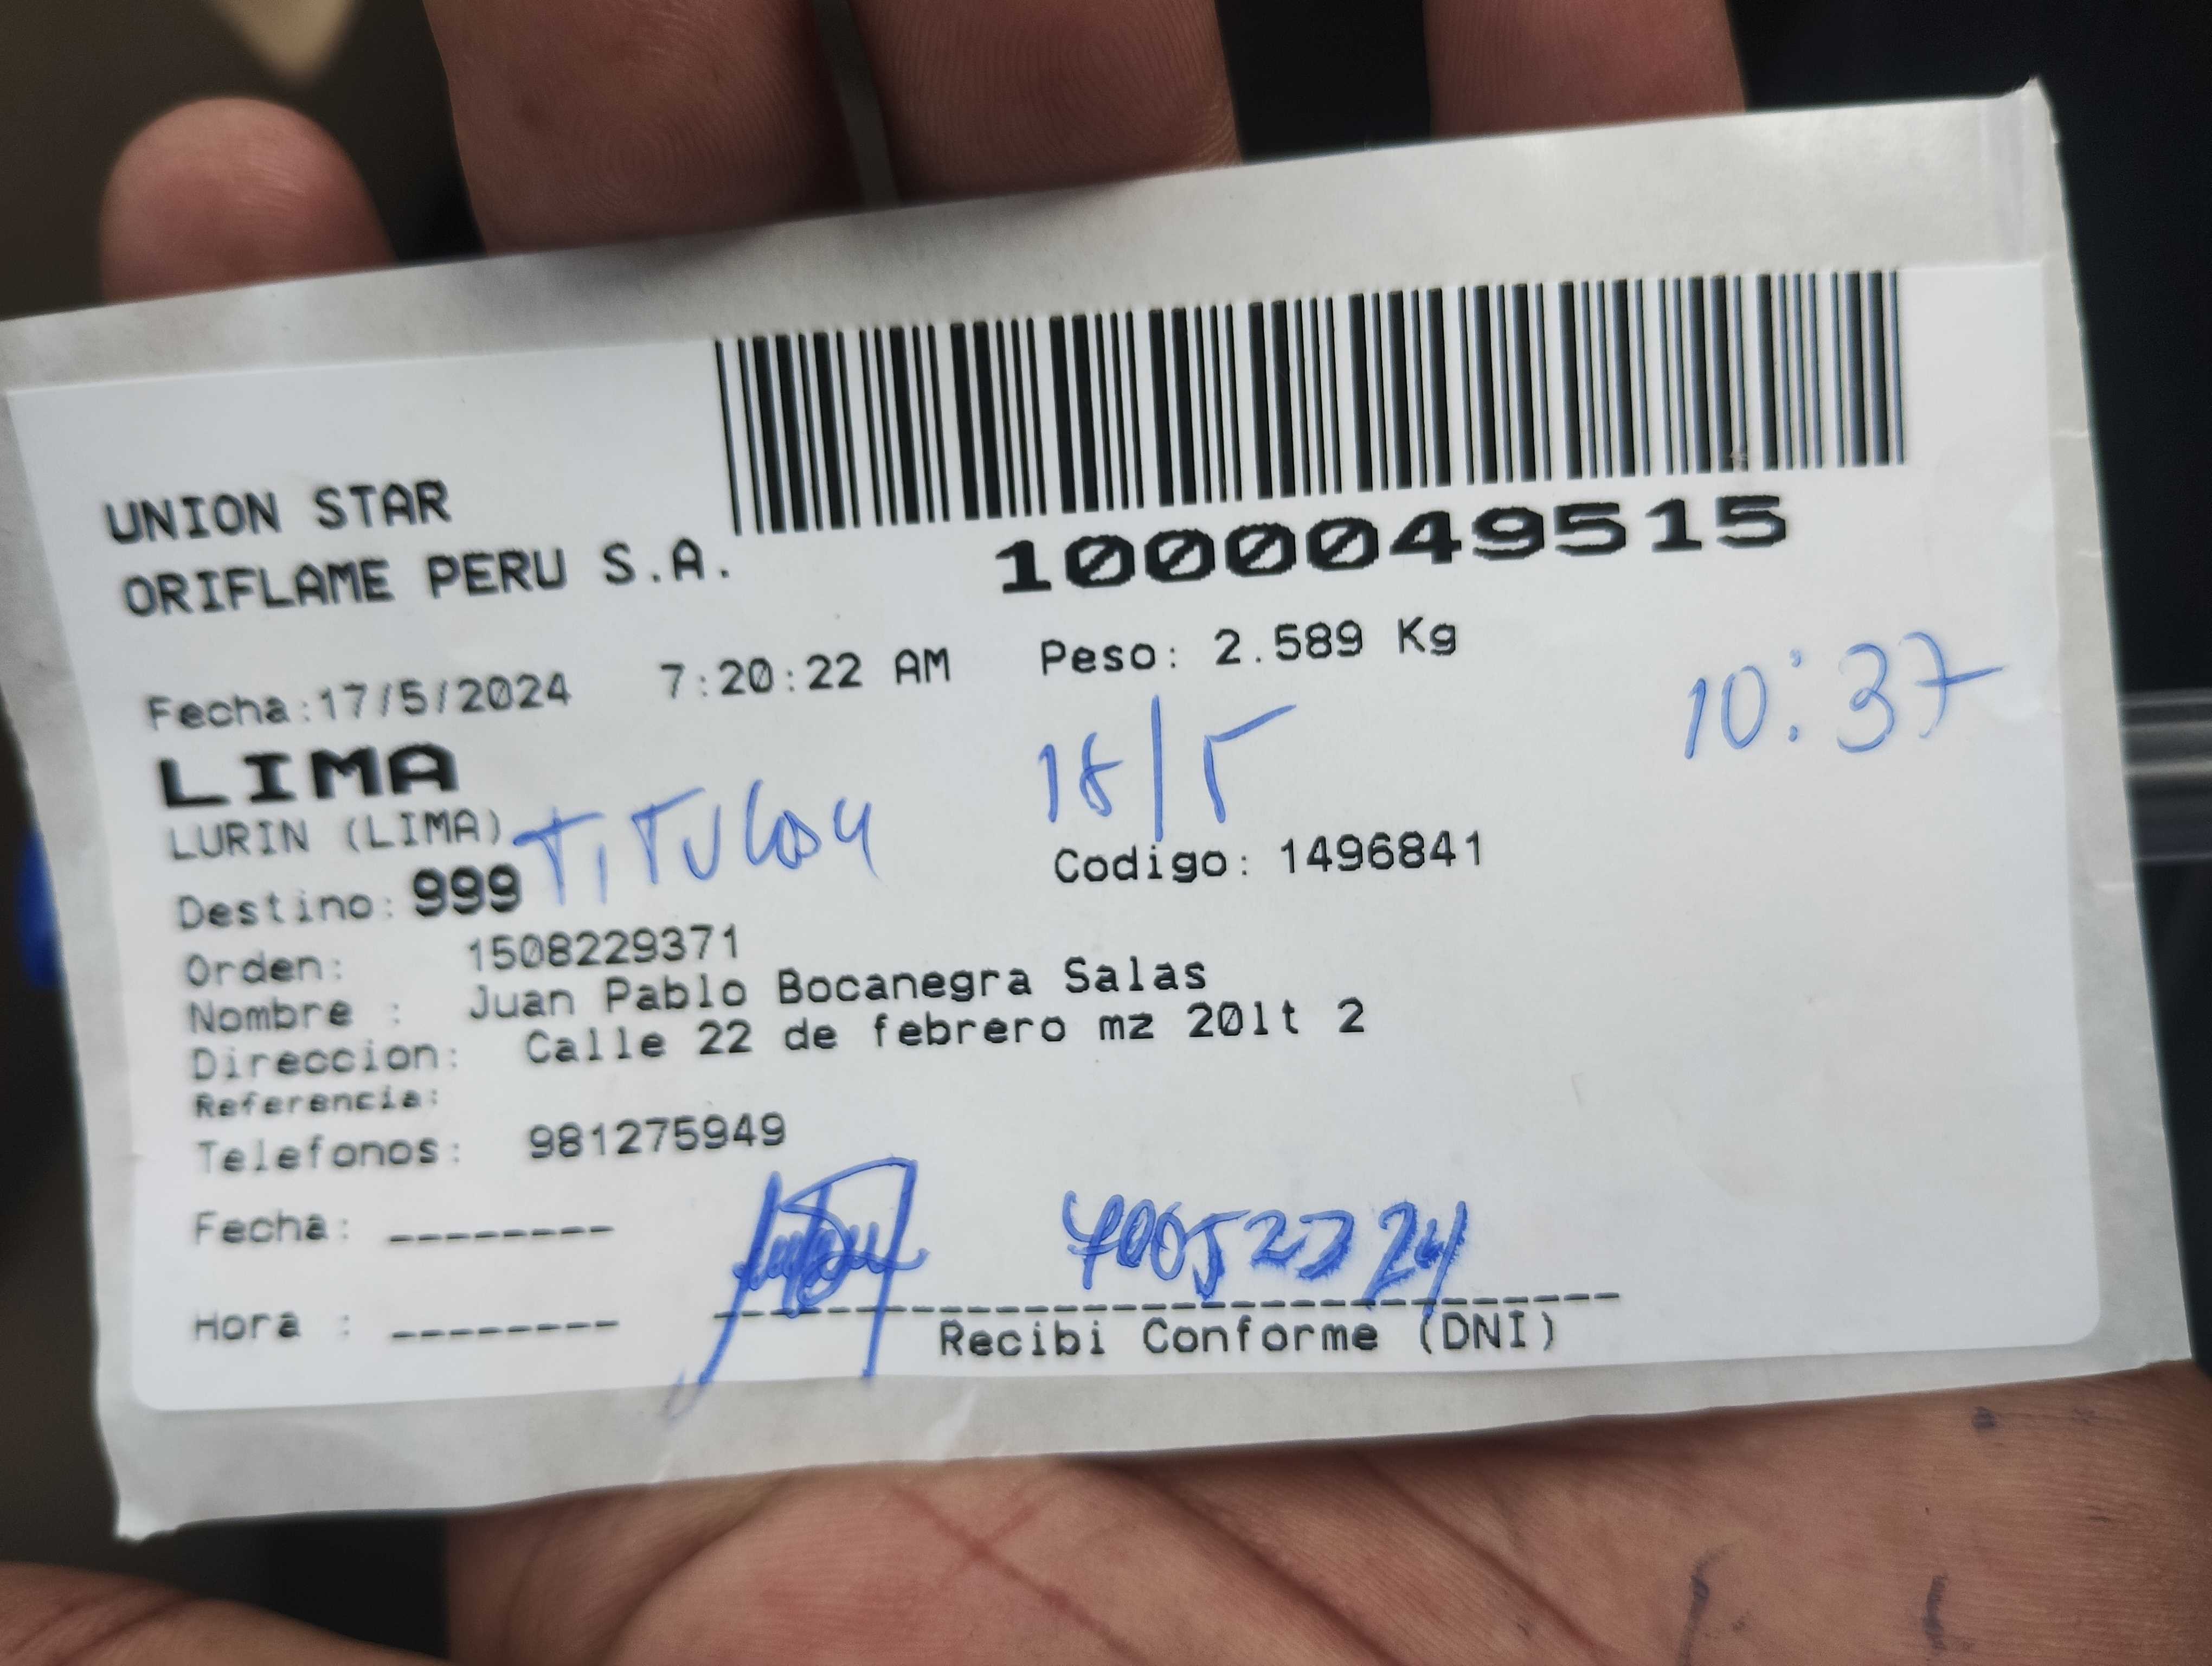 UNION STAR
ORIFLAME PERU S.A.
1000049515
Fecha:17/5/2024 7:20:22 AM Peso: 2.589 Kg
10:37
LIMA
18/5
LURIN (LIMA)
Codigo: 1496841
Destino: 999
Orden: 1508229371
Nombre : Juan Pablo Bocanegra Salas
Direccion: Calle 22 de febrero mz 20lt 2
Referencia:
Telefonos: 981275949
Fecha: --------
Hora : --------
Recibi Conforme (DNI)